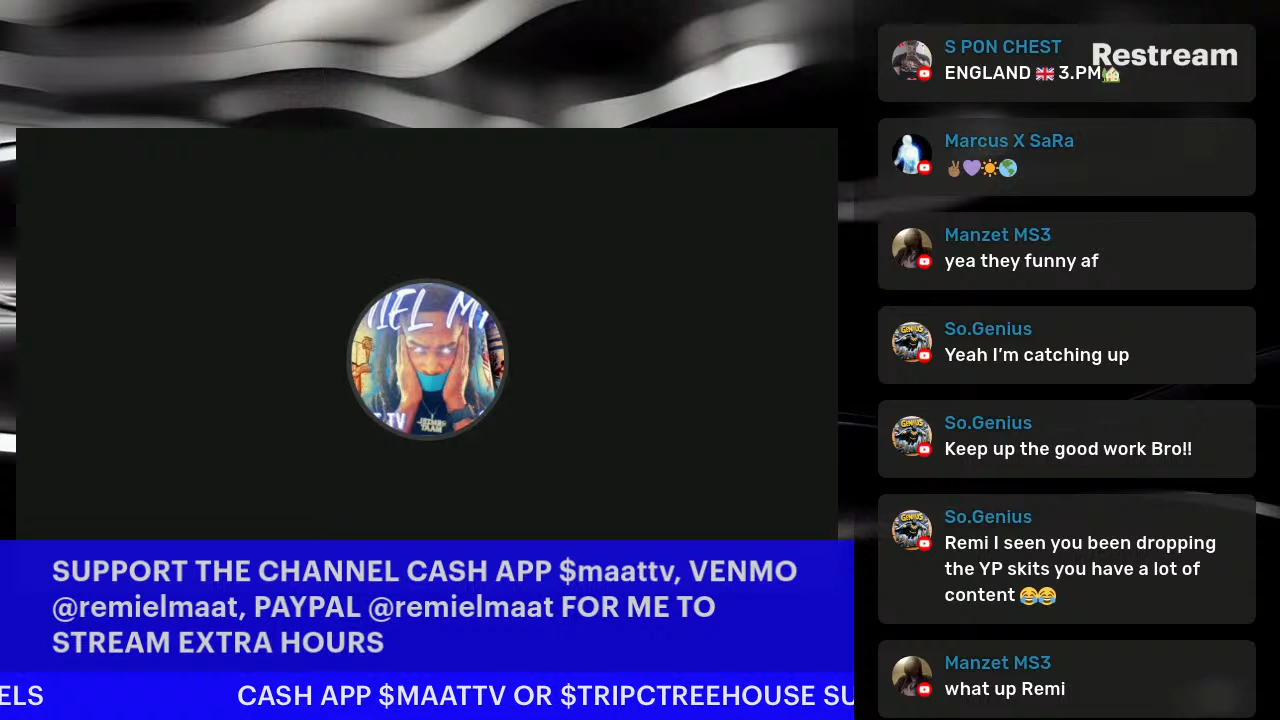 S PON CHEST
ENGLAND 🇬🇧 3.PM🏡
Restream
Marcus X SaRa
✌🏾💜☀️🌎
Manzet MS3
yea they funny af
So.Genius
Yeah I’m catching up
So.Genius
Keep up the good work Bro!!
So.Genius
Remi I seen you been dropping
the YP skits you have a lot of
content 😂😂
Manzet MS3
what up Remi
SUPPORT THE CHANNEL CASH APP $maattv, VENMO
@remielmaat, PAYPAL @remielmaat FOR ME TO
STREAM EXTRA HOURS
ELS CASH APP $MAATTV OR $TRIPCTREEHOUSE SU